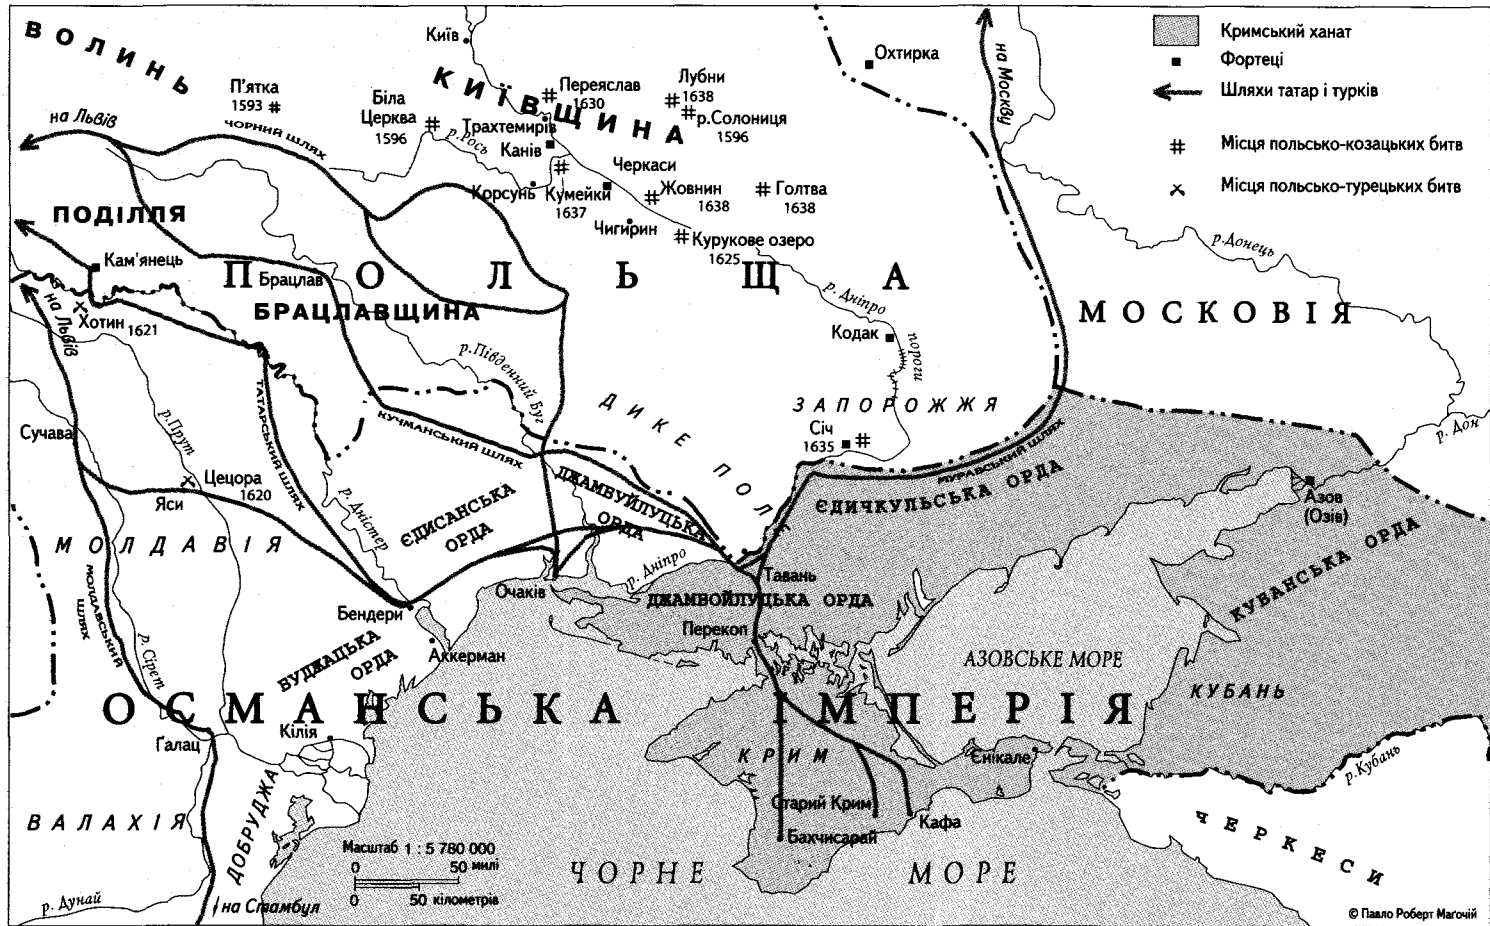 ВОЛИНЬ
Київ
КИЇВЩИНА
Охтирка
на Москву
Кримський ханат
Фортеці
Шляхи татар і турків
Місця польсько-козацьких битв
Місця польсько-турецьких битв
П'ятка
1593
Біла
Церква
1596
Переяслав
1630
Лубни
1638
р.Солониця
1596
на Львів
ЧОРНИЙ ШЛЯХ
р.Рось
Трахтемирів
Канів
Корсунь
Кумейки
1637
Черкаси
Жовнин
1638
Голтва
1638
Чигирин
Курукове озеро
1625
ПОДІЛЛЯ
Кам'янець
Брацлав
ПОЛЬЩА
БРАЦЛАВЩИНА
р.Донець
МОСКОВІЯ
Хотин 1621
на Львів
р. Дніпро
Кодак
пороги
р.Південний Буг
ТАТАРСЬКИЙ ШЛЯХ
КУЧМАНСЬКИЙ ШЛЯХ
ДИКЕ ПОЛ
ЗАПОРОЖЖЯ
Січ
1635
МУРАВСЬКИЙ ШЛЯХ
р. Дон
Сучава
р.Прут
Цецора
1620
Яси
р. Дністер
ЄДИСАНСЬКА
ОРДА
ДЖАМБУЙЛУЦЬКА
ОРДА
ЄДИЧКУЛЬСЬКА ОРДА
Азов
(Озів)
КУБАНСЬКА ОРДА
МОЛДАВІЯ
МОЛДАВСЬКИЙ
ШЛЯХ
р. Сірет
Бендери
Очаків
р. Дніпро
Тавань
ДЖАМБОЙЛУЦЬКА ОРДА
Перекоп
БУДЖАЦЬКА
ОРДА
Аккерман
АЗОВСЬКЕ МОРЕ
КУБАНЬ
ОСМАНСЬКА ІМПЕРІЯ
Ґалац
Кілія
КРИМ
Єнікале
р.Кубань
Старий Крим
Бахчисарай
Кафа
ВАЛАХІЯ
ДОБРУДЖА
ЧЕРКЕСИ
Масштаб 1 : 5 780 000
0 50 милі
0 50 кілометрів
ЧОРНЕ МОРЕ
р. Дунай
на Стамбул
© Павло Роберт Маґочій